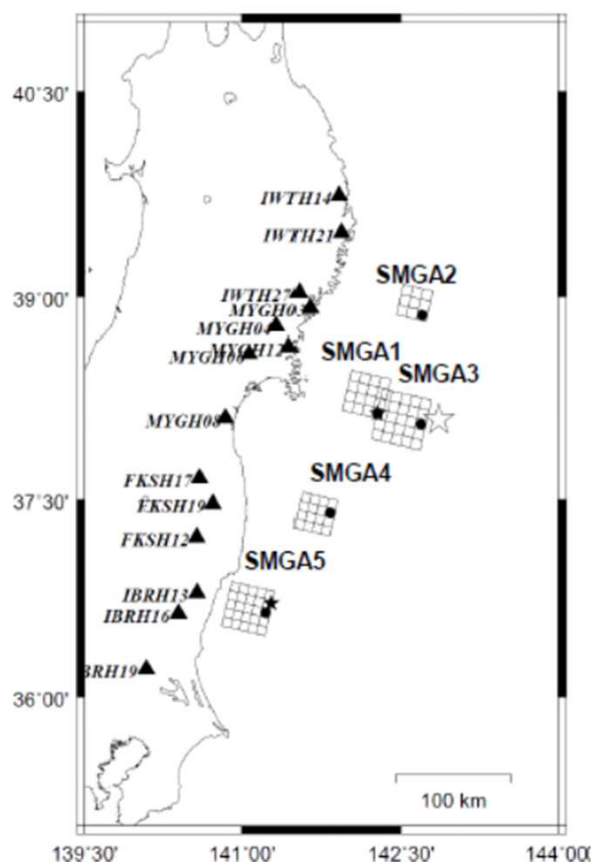 40°30'
IWTH14
IWTH21
SMGA2
39°00'
IWTH27
MYGH03
MYGH04
MYGH12
MYGH06
SMGA1
SMGA3
MYGH08
SMGA4
FKSH17
37°30'
FKSH19
FKSH12
SMGA5
IBRH13
IBRH16
BRH19
36°00'
100 km
139°30'
141°00'
142°30'
144°00'